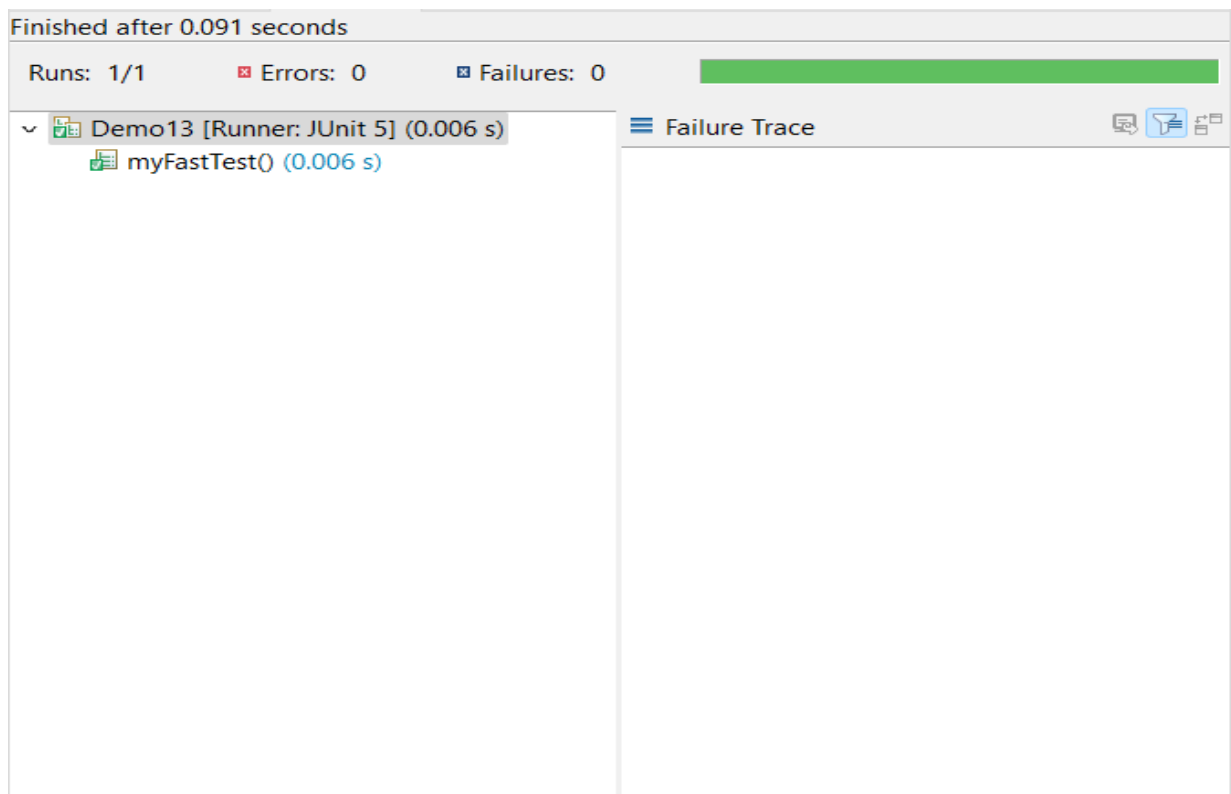 Finished after 0.091 seconds
Runs: 1/1 Errors: 0 Failures: 0
Demo13 [Runner: JUnit 5] (0.006 s)
myFastTest() (0.006 s)
Failure Trace